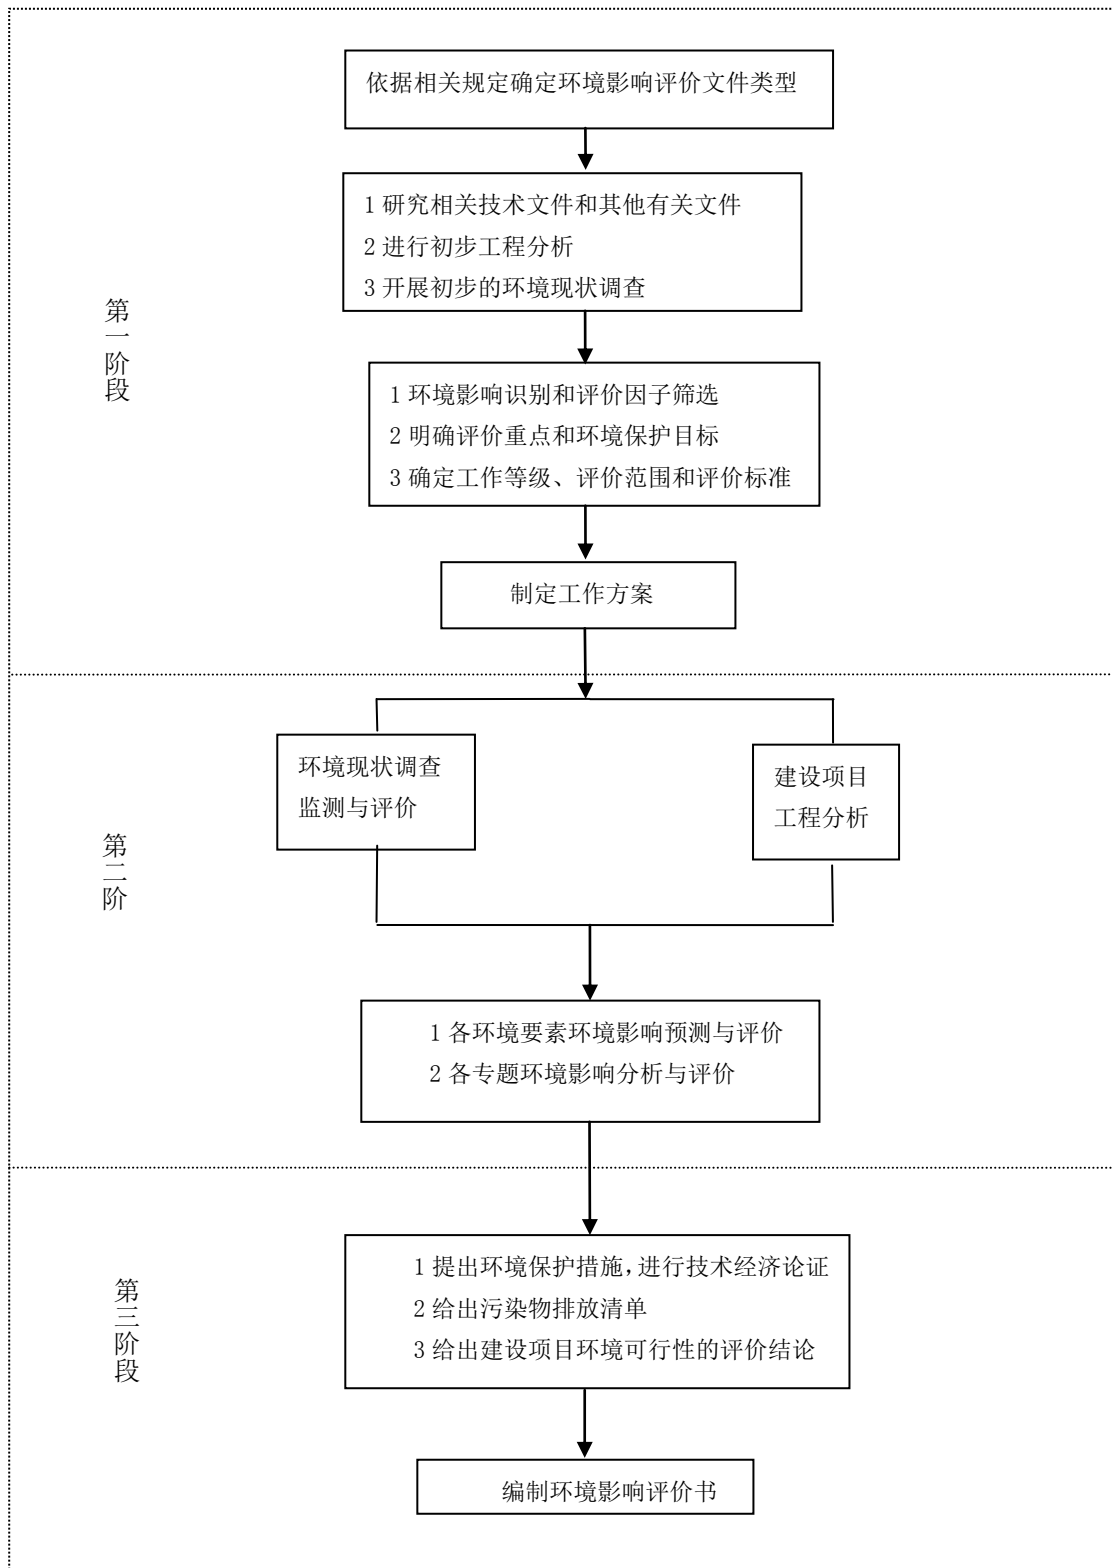 依据相关规定确定环境影响评价文件类型
1 研究相关技术文件和其他有关文件
2 进行初步工程分析
3 开展初步的环境现状调查
第一阶段
1 环境影响识别和评价因子筛选
2 明确评价重点和环境保护目标
3 确定工作等级、评价范围和评价标准
制定工作方案
环境现状调查
监测与评价
建设项目
工程分析
第二阶
1 各环境要素环境影响预测与评价
2 各专题环境影响分析与评价
第三阶段
1 提出环境保护措施,进行技术经济论证
2 给出污染物排放清单
3 给出建设项目环境可行性的评价结论
编制环境影响评价书